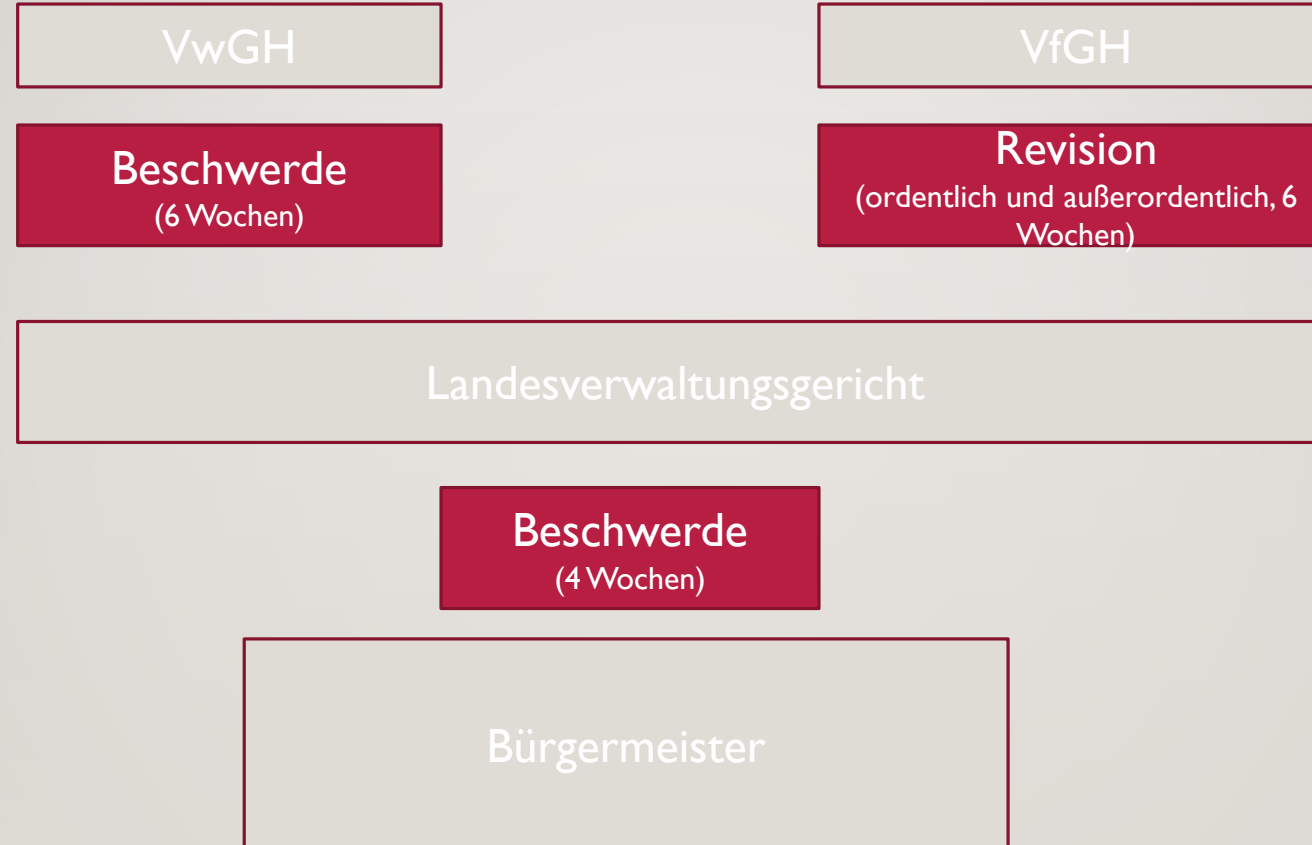 VwGH
VfGH
Beschwerde
(6 Wochen)
Revision
(ordentlich und außerordentlich, 6
Wochen)
Landesverwaltungsgericht
Beschwerde
(4 Wochen)
Bürgermeister